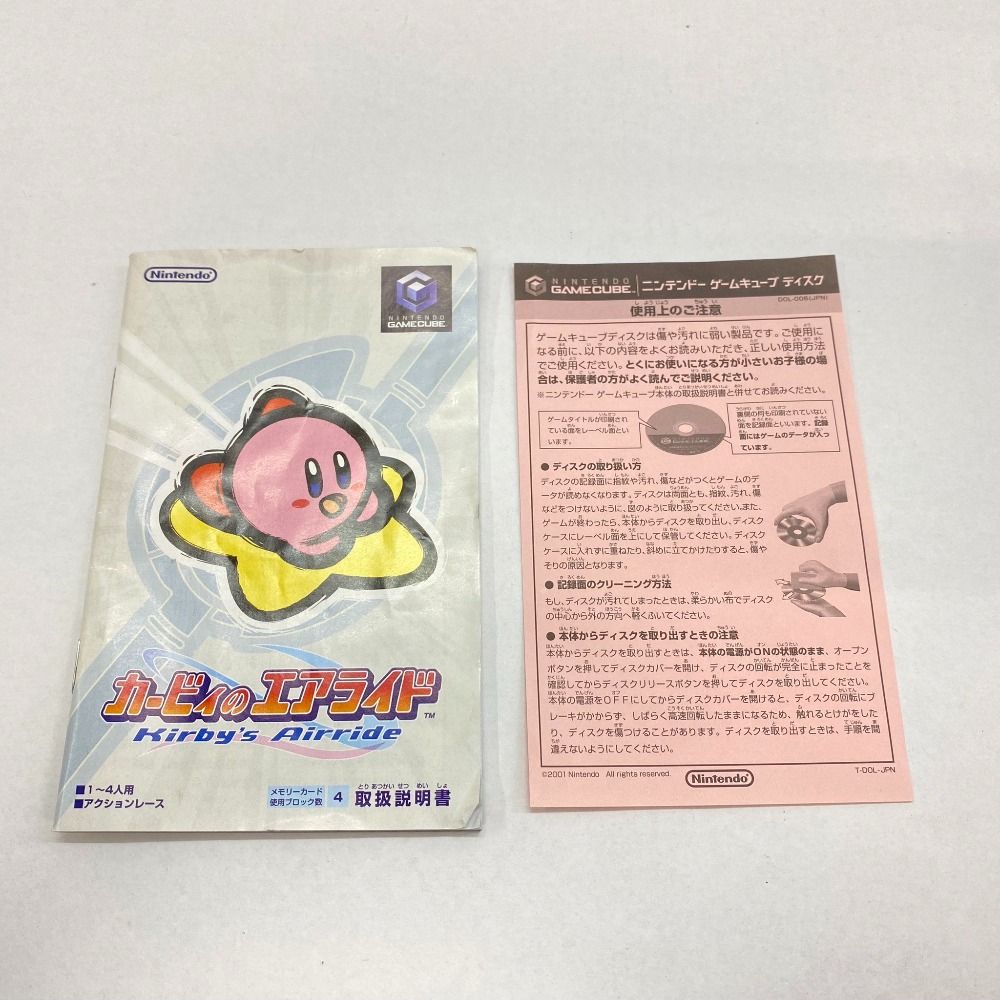 Nintendo
NINTENDO
GAMECUBE
カービィのエアライド
TM
Kirby's Airride
■1〜4人用
■アクションレース
メモリーカード
使用ブロック数
4
とりあつかいせつめいしょ
取扱説明書
NINTENDO
GAMECUBE™
ニンテンドー ゲームキューブ ディスク
DOL-006(JPN)
使用上のご注意
ゲームキューブディスクは傷や汚れに弱い製品です。ご使用に
なる前に、以下の内容をよくお読みいただき、正しい使用方法
でご使用ください。とくにお使いになる方が小さいお子様の場
合は、保護者の方がよく読んでご説明ください。
※ニンテンドー ゲームキューブ本体の取扱説明書と併せてお読みください。
ゲームタイトルが印刷され
ている面をレーベル面とい
います。
裏側の何も印刷されていない
面を記録面といいます。記録
面にはゲームのデータが入っ
ています。
● ディスクの取り扱い方
ディスクの記録面に指紋や汚れ、傷などがつくとゲームのデ
ータが読めなくなります。ディスクは両面とも、指紋、汚れ、傷
などをつけないように、図のように取り扱ってください。また、
ゲームが終わったら、本体からディスクを取り出し、ディスク
ケースにレーベル面を上にして保管してください。ディスク
ケースに入れずに重ねたり、斜めに立てかけたりすると、傷や
そりの原因となります。
● 記録面のクリーニング方法
もし、ディスクが汚れてしまったときは、柔らかい布でディスク
の中心から外の方向へ軽くふいてください。
● 本体からディスクを取り出すときの注意
本体からディスクを取り出すときは、本体の電源がONの状態のまま、オープン
ボタンを押してディスクカバーを開け、ディスクの回転が完全に止まったことを
確認してからディスクリリースボタンを押してディスクを取り出してください。
本体の電源をOFFにしてからディスクカバーを開けると、ディスクの回転にブ
レーキがかからず、しばらく高速回転したままになるため、触れるとけがをした
り、ディスクを傷つけることがあります。ディスクを取り出すときは、手順を間
違えないようにしてください。
©2001 Nintendo All rights reserved.
Nintendo
T-DOL-JPN